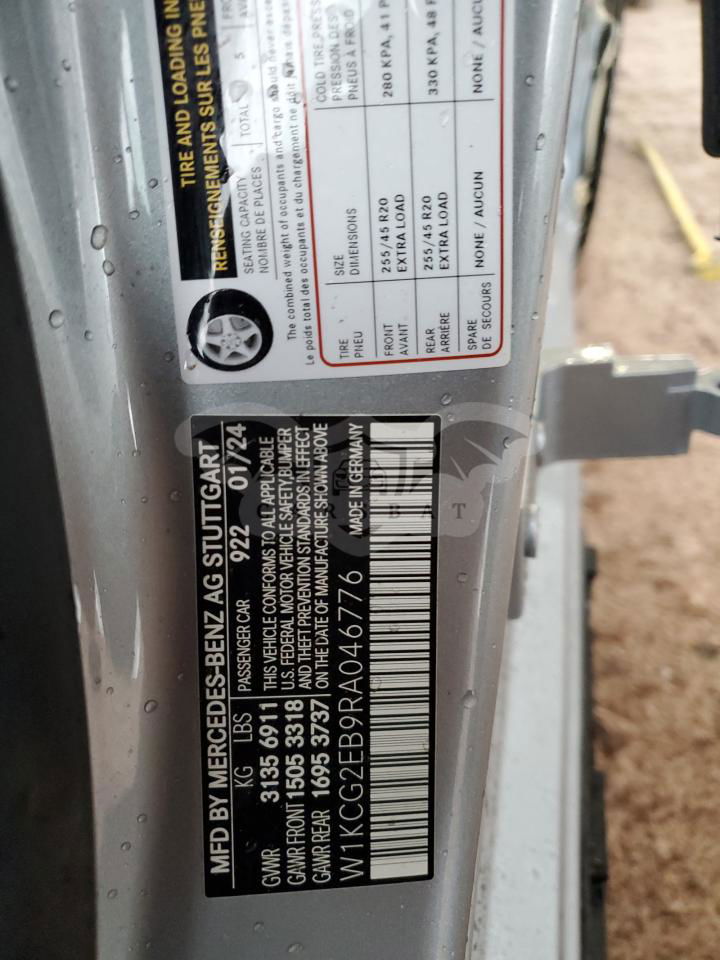 TIRE AND LOADING IN
RENSEIGNEMENTS SUR LES PNE
SEATING CAPACITY
NOMBRE DE PLACES
TOTAL 5
FRO
AVA
The combined weight of occupants and cargo should never exce
Le poids total des occupants et du chargement ne doit jamais dépas
TIRE SIZE COLD TIRE PRESS
PNEU DIMENSIONS PRESSION DES
PNEUS À FROID
FRONT 255/45 R20 280 KPA, 41 P
AVANT EXTRA LOAD
REAR 255/45 R20 330 KPA, 48 P
ARRIÈRE EXTRA LOAD
SPARE NONE / AUCUN NONE / AUCUN
DE SECOURS
MFD BY MERCEDES-BENZ AG STUTTGART
KG LBS PASSENGER CAR 922 01/24
GVWR 3135 6911
GAWR FRONT 1505 3318
GAWR REAR 1695 3737
THIS VEHICLE CONFORMS TO ALL APPLICABLE
U.S. FEDERAL MOTOR VEHICLE SAFETY,BUMPER
AND THEFT PREVENTION STANDARDS IN EFFECT
ON THE DATE OF MANUFACTURE SHOWN ABOVE
W1KCG2EB9RA046776 MADE IN GERMANY